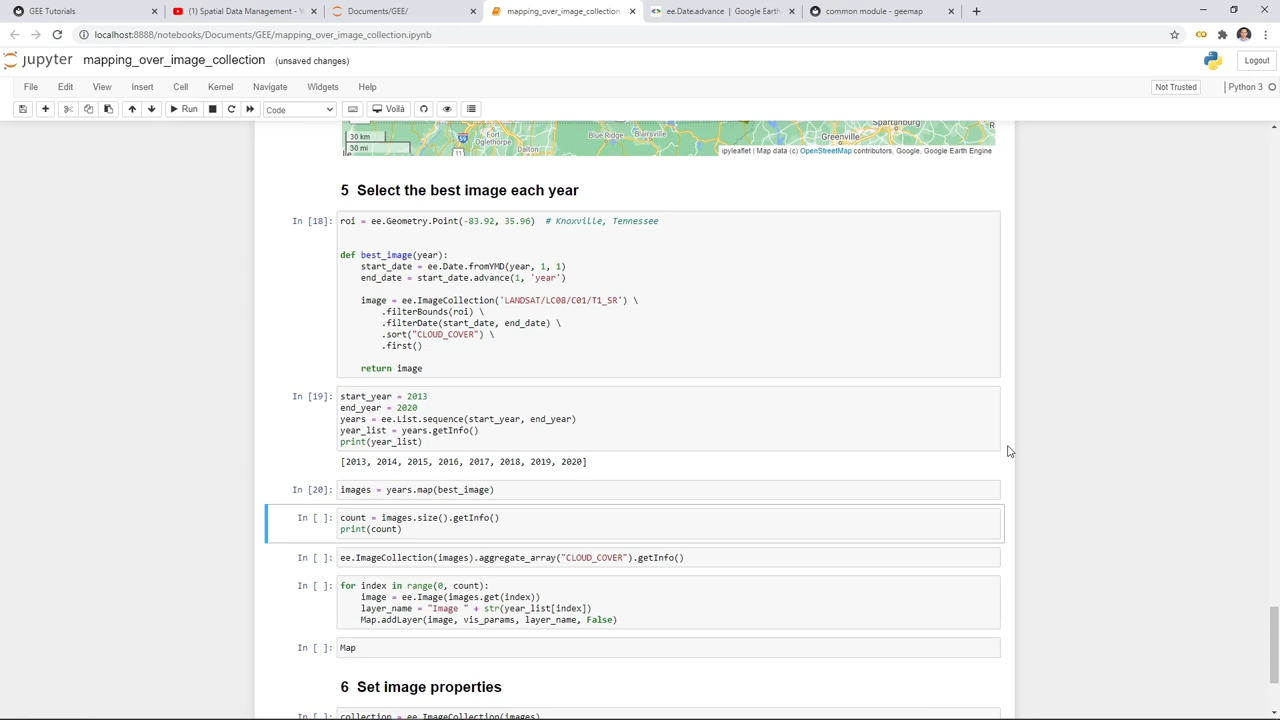 GEE Tutorials
(1) Spatial Data Management - Y
Documents/GEE/
mapping_over_image_collection
ee.Date.advance | Google Earth
common module - geemap
localhost:8888/notebooks/Documents/GEE/mapping_over_image_collection.ipynb
jupyter mapping_over_image_collection (unsaved changes)
Logout
File Edit View Insert Cell Kernel Navigate Widgets Help
Not Trusted
Python 3
Run
Code
Voilà
30 km
30 mi
Fort
Oglethorpe
Dalton
11
Blue Ridge
Blairsville
Spartanburg
Greenville
R
ipyleaflet | Map data (c) OpenStreetMap contributors, Google, Google Earth Engine
5 Select the best image each year
In [18]: roi = ee.Geometry.Point(-83.92, 35.96) # Knoxville, Tennessee
def best_image(year):
start_date = ee.Date.fromYMD(year, 1, 1)
end_date = start_date.advance(1, 'year')
image = ee.ImageCollection('LANDSAT/LC08/C01/T1_SR') \
.filterBounds(roi) \
.filterDate(start_date, end_date) \
.sort("CLOUD_COVER") \
.first()
return image
In [19]: start_year = 2013
end_year = 2020
years = ee.List.sequence(start_year, end_year)
year_list = years.getInfo()
print(year_list)
[2013, 2014, 2015, 2016, 2017, 2018, 2019, 2020]
In [20]: images = years.map(best_image)
In [ ]: count = images.size().getInfo()
print(count)
In [ ]: ee.ImageCollection(images).aggregate_array("CLOUD_COVER").getInfo()
In [ ]: for index in range(0, count):
image = ee.Image(images.get(index))
layer_name = "Image " + str(year_list[index])
Map.addLayer(image, vis_params, layer_name, False)
In [ ]: Map
6 Set image properties
In [ ]: collection = ee.ImageCollection(images)